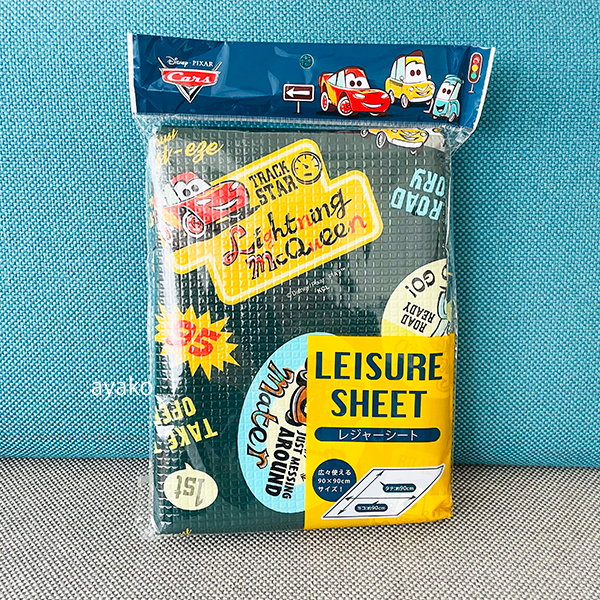 Disney · PIXAR
Cars
-eze
TRACK
STAR
Lightning
McQueen
ROAD
GO!
ROAD
READY
95
ayako
TAKE
1st
mater
JUST MESSING
AROUND
LEISURE
SHEET
レジャーシート
広々使える
90×90cm
サイズ!
タテ:約90cm
ヨコ:約90cm